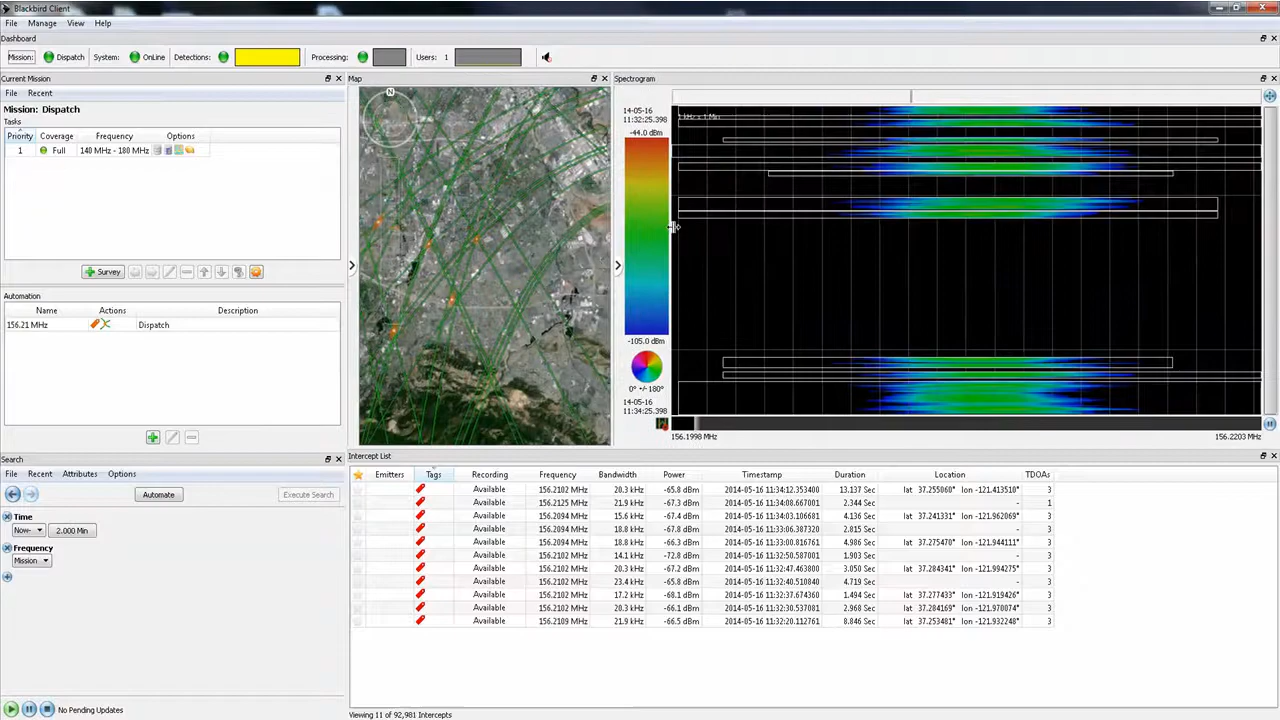 Blackbird Client
File Manage View Help
Dashboard
Mission: Dispatch System: OnLine Detections: Processing: Users: 1
Current Mission
File Recent
Mission: Dispatch
Tasks
Priority Coverage Frequency Options
1 Full 140 MHz - 180 MHz
Survey
Automation
Name Actions Description
156.21 MHz Dispatch
Search
File Recent Attributes Options
Automate Execute Search
Time
Now- 2.000 Min
Frequency
Mission
No Pending Updates
Map
N
Spectrogram
14-05-16
11:32:25.398
-44.0 dBm
-105.0 dBm
0° +/- 180°
14-05-16
11:34:25.398
1 kHz x 1 Min
156.1998 MHz 156.2203 MHz
Intercept List
Emitters Tags Recording Frequency Bandwidth Power Timestamp Duration Location TDOAs
Available 156.2102 MHz 20.3 kHz -65.8 dBm 2014-05-16 11:34:12.353400 13.137 Sec lat 37.255060° lon -121.413510° 3
Available 156.2125 MHz 21.9 kHz -67.3 dBm 2014-05-16 11:34:08.667001 2.344 Sec - 1
Available 156.2094 MHz 15.6 kHz -67.4 dBm 2014-05-16 11:34:03.106681 4.136 Sec lat 37.241331° lon -121.962069° 3
Available 156.2094 MHz 18.8 kHz -67.8 dBm 2014-05-16 11:33:06.387320 2.815 Sec - 3
Available 156.2094 MHz 18.8 kHz -66.3 dBm 2014-05-16 11:33:00.816761 4.986 Sec lat 37.275470° lon -121.944111° 3
Available 156.2102 MHz 14.1 kHz -72.8 dBm 2014-05-16 11:32:50.587001 1.903 Sec - 3
Available 156.2102 MHz 20.3 kHz -67.2 dBm 2014-05-16 11:32:47.463800 3.050 Sec lat 37.284341° lon -121.994275° 3
Available 156.2102 MHz 23.4 kHz -65.8 dBm 2014-05-16 11:32:40.510840 4.719 Sec - 3
Available 156.2102 MHz 17.2 kHz -68.1 dBm 2014-05-16 11:32:37.674360 1.494 Sec lat 37.277433° lon -121.919426° 3
Available 156.2102 MHz 20.3 kHz -66.1 dBm 2014-05-16 11:32:30.537081 2.968 Sec lat 37.284169° lon -121.970074° 3
Available 156.2109 MHz 21.9 kHz -66.5 dBm 2014-05-16 11:32:20.112761 8.846 Sec lat 37.253481° lon -121.932248° 3
Viewing 11 of 92,981 Intercepts